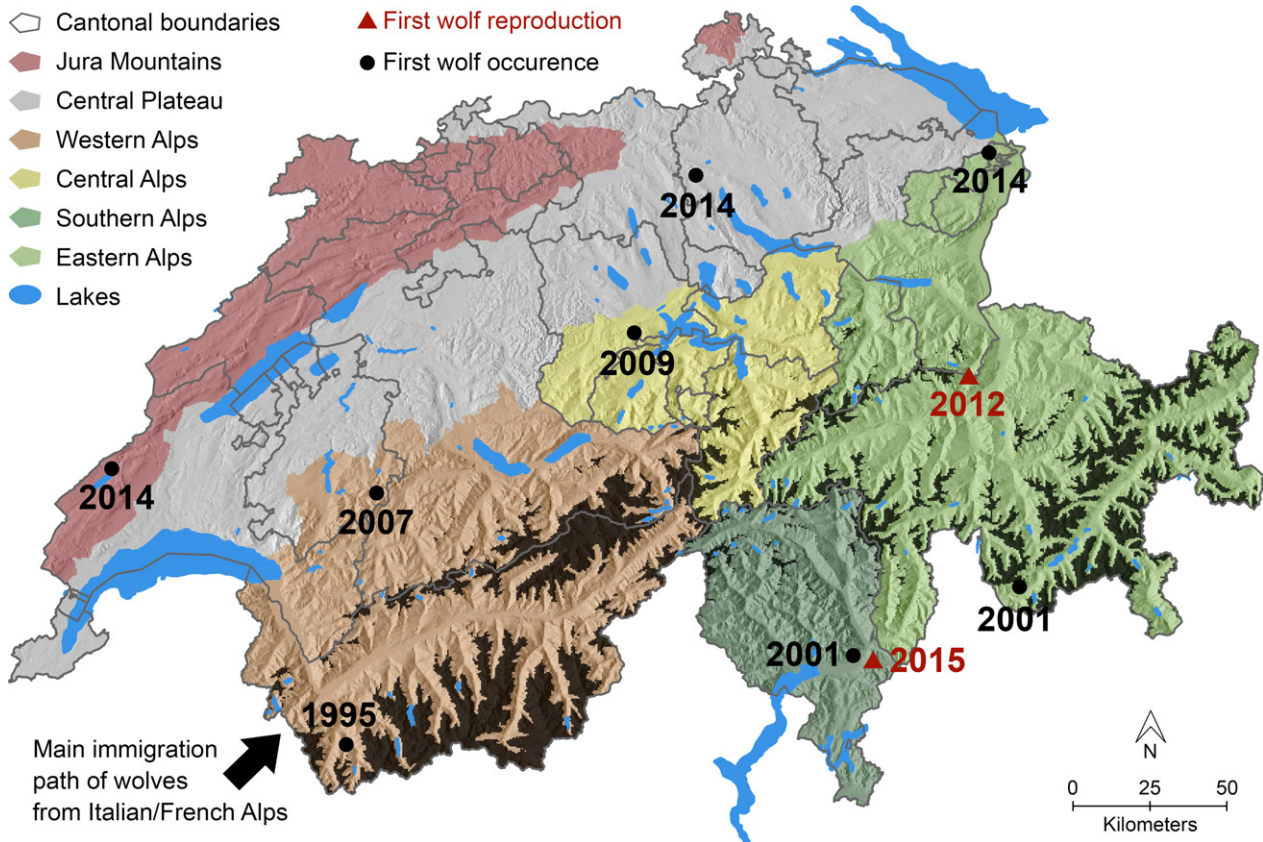 Cantonal boundaries
Jura Mountains
Central Plateau
Western Alps
Central Alps
Southern Alps
Eastern Alps
Lakes
First wolf reproduction
First wolf occurence
2014
2014
2009
2012
2014
2007
2001
2001
2015
1995
Main immigration
path of wolves
from Italian/French Alps
N
0 25 50
Kilometers